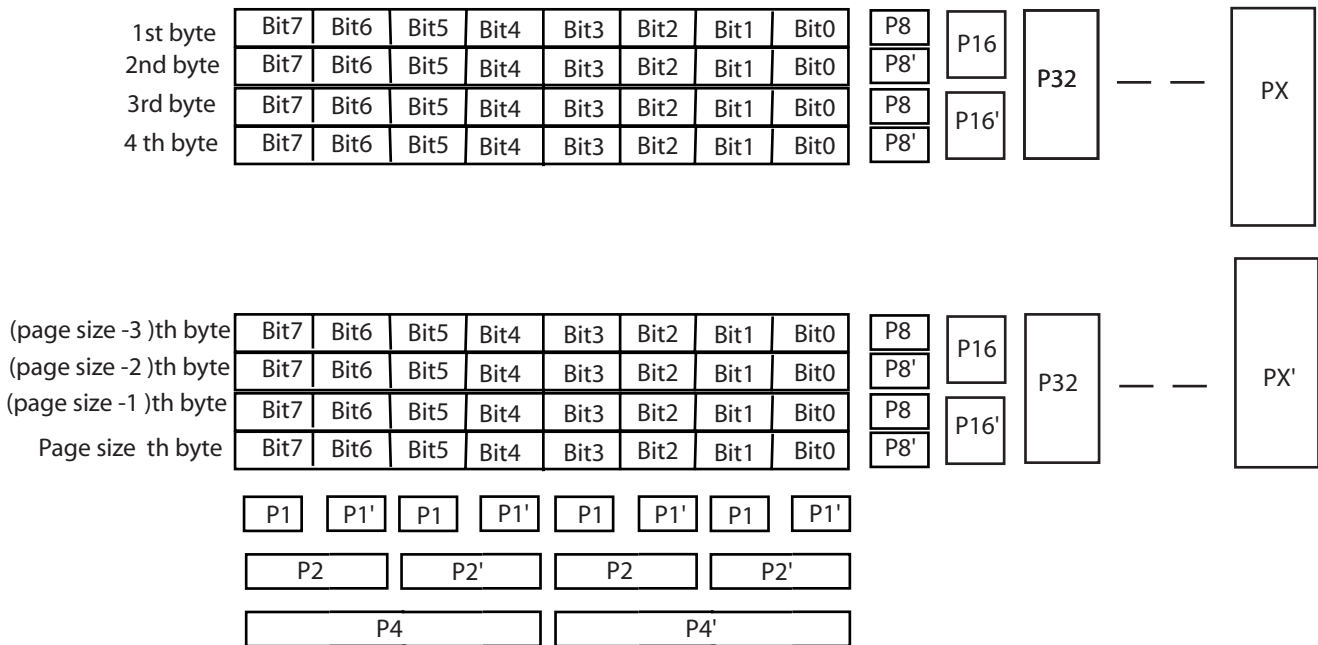 1st byte Bit7 Bit6 Bit5 Bit4 Bit3 Bit2 Bit1 Bit0 P8 P16 P32 PX
2nd byte Bit7 Bit6 Bit5 Bit4 Bit3 Bit2 Bit1 Bit0 P8'
3rd byte Bit7 Bit6 Bit5 Bit4 Bit3 Bit2 Bit1 Bit0 P8 P16'
4 th byte Bit7 Bit6 Bit5 Bit4 Bit3 Bit2 Bit1 Bit0 P8'
(page size -3 )th byte Bit7 Bit6 Bit5 Bit4 Bit3 Bit2 Bit1 Bit0 P8 P16 P32 PX'
(page size -2 )th byte Bit7 Bit6 Bit5 Bit4 Bit3 Bit2 Bit1 Bit0 P8'
(page size -1 )th byte Bit7 Bit6 Bit5 Bit4 Bit3 Bit2 Bit1 Bit0 P8 P16'
Page size th byte Bit7 Bit6 Bit5 Bit4 Bit3 Bit2 Bit1 Bit0 P8'
P1 P1' P1 P1' P1 P1' P1 P1'
P2 P2' P2 P2'
P4 P4'